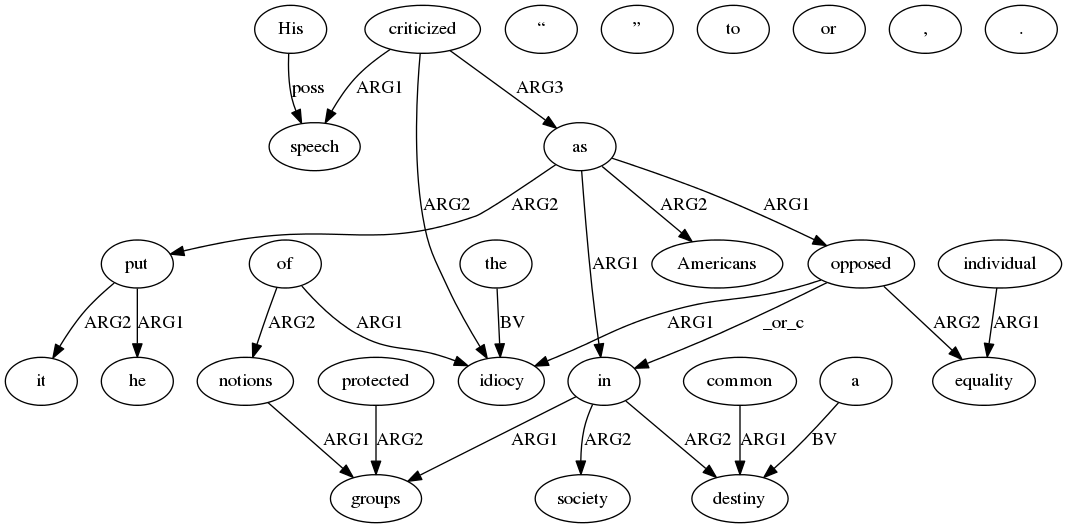 His criticized “ ” to or , .
poss ARG1 ARG3
speech as
ARG2 ARG2 ARG2 ARG1
put of the ARG1 Americans opposed individual
ARG2 ARG1 ARG2 ARG1 BV ARG1 _or_c ARG2 ARG1
it he notions protected idiocy in common a equality
ARG1 ARG2 ARG1 ARG2 ARG2 ARG1 BV
groups society destiny